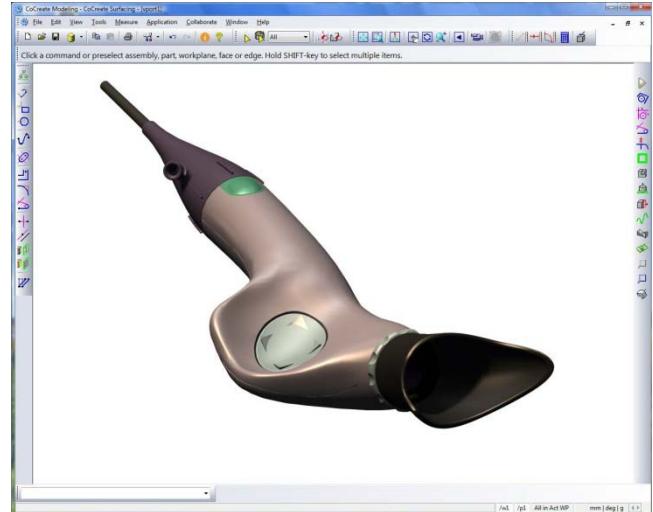 CoCreate Modeling - CoCreate Surfacing - [vport1]
File Edit View Tools Measure Application Collaborate Window Help
All
Click a command or preselect assembly, part, workplane, face or edge. Hold SHIFT-key to select multiple items.
/w1 /p1 All in Act WP mm | deg | g